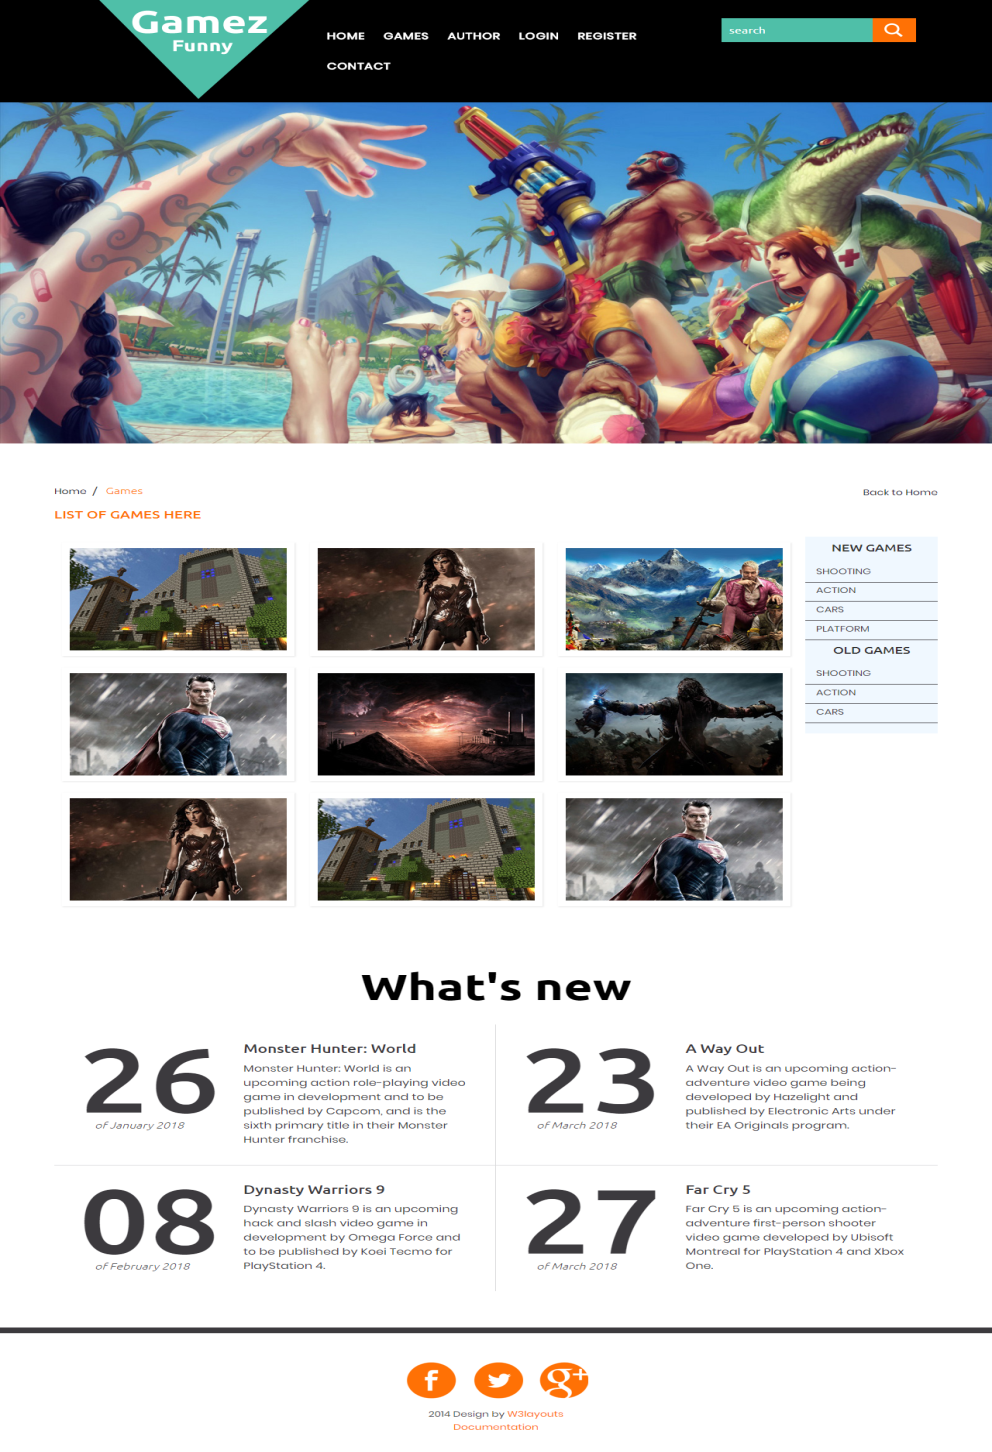 Gamez
Funny
HOME GAMES AUTHOR LOGIN REGISTER
CONTACT
search
Home / Games
Back to Home
LIST OF GAMES HERE
NEW GAMES
SHOOTING
ACTION
CARS
PLATFORM
OLD GAMES
SHOOTING
ACTION
CARS
What's new
26
of January 2018
Monster Hunter: World
Monster Hunter: World is an
upcoming action role-playing video
game in development and to be
published by Capcom, and is the
sixth primary title in their Monster
Hunter franchise.
23
of March 2018
A Way Out
A Way Out is an upcoming action-
adventure video game being
developed by Hazelight and
published by Electronic Arts under
their EA Originals program.
08
of February 2018
Dynasty Warriors 9
Dynasty Warriors 9 is an upcoming
hack and slash video game in
development by Omega Force and
to be published by Koei Tecmo for
PlayStation 4.
27
of March 2018
Far Cry 5
Far Cry 5 is an upcoming action-
adventure first-person shooter
video game developed by Ubisoft
Montreal for PlayStation 4 and Xbox
One.
2014 Design by W3layouts
Documentation